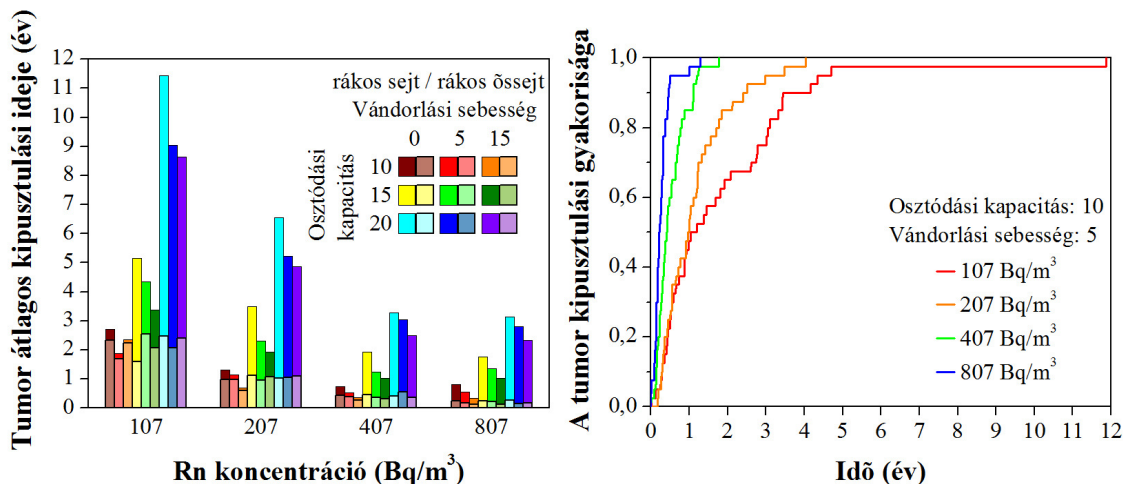 Tumor átlagos kipusztulási ideje (év)
12
11
10
9
8
7
6
5
4
3
2
1
0
rákos sejt / rákos õssejt
Vándorlási sebesség
0 5 15
Osztódási
kapacitás
10
15
20
107 207 407 807
Rn koncentráció (Bq/m³)
A tumor kipusztulási gyakorisága
1,0
0,8
0,6
0,4
0,2
0,0
Osztódási kapacitás: 10
Vándorlási sebesség: 5
107 Bq/m³
207 Bq/m³
407 Bq/m³
807 Bq/m³
0 1 2 3 4 5 6 7 8 9 10 11 12
Idõ (év)